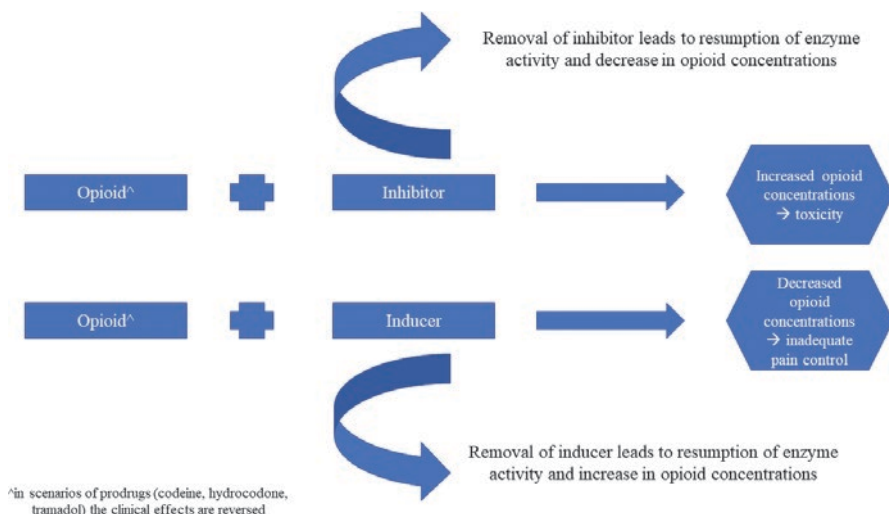 Removal of inhibitor leads to resumption of enzyme
activity and decrease in opioid concentrations
Opioid^
Inhibitor
Increased opioid
concentrations
→ toxicity
Opioid^
Inducer
Decreased
opioid
concentrations
→ inadequate
pain control
Removal of inducer leads to resumption of enzyme
activity and increase in opioid concentrations
^in scenarios of prodrugs (codeine, hydrocodone,
tramadol) the clinical effects are reversed